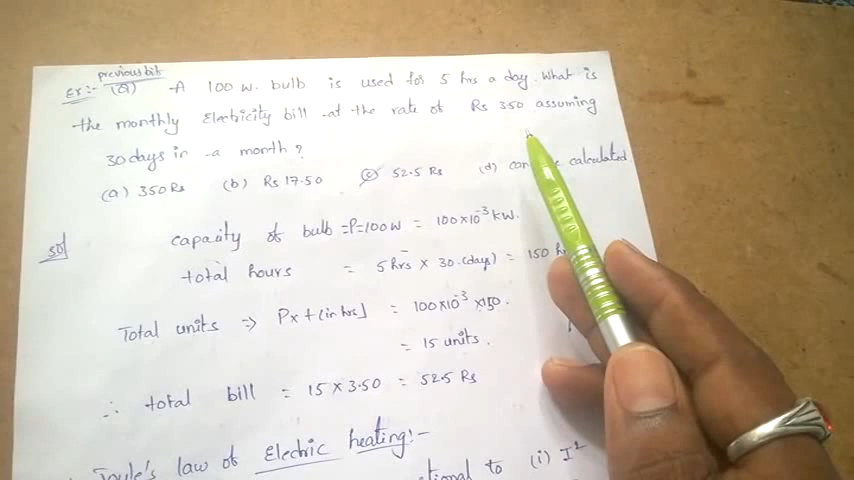 previous bit
Ex:- (Q) A 100 W. bulb is used for 5 hrs a day. What is
the monthly Electricity bill at the rate of Rs 350 assuming
30 days in a month?
(a) 350 Rs (b) Rs 17.50 (c) 52.5 Rs (d) calculated.
Sol Capacity of bulb = P = 100W = 100×10⁻³ kW.
total hours = 5 hrs × 30 (days) = 150
Total units ⇒ P×t (in hrs) = 100×10⁻³ ×150.
= 15 units.
∴ total bill = 15 × 3.50 = 52.5 Rs
Joule's law of Electric heating:-
to (i) I²